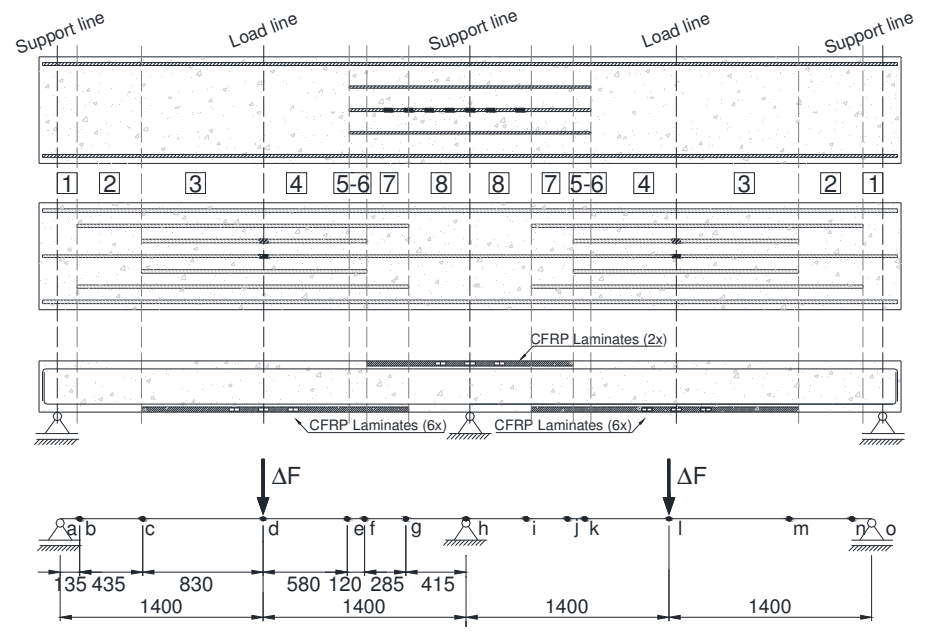 Support line Load line Support line Load line Support line
1 2 3 4 5-6 7 8 8 7 5-6 4 3 2 1
CFRP Laminates (2x)
CFRP Laminates (6x) CFRP Laminates (6x)
ΔF ΔF
a b c d e f g h i j k l m n o
135 435 830 580 120 285 415
1400 1400 1400 1400